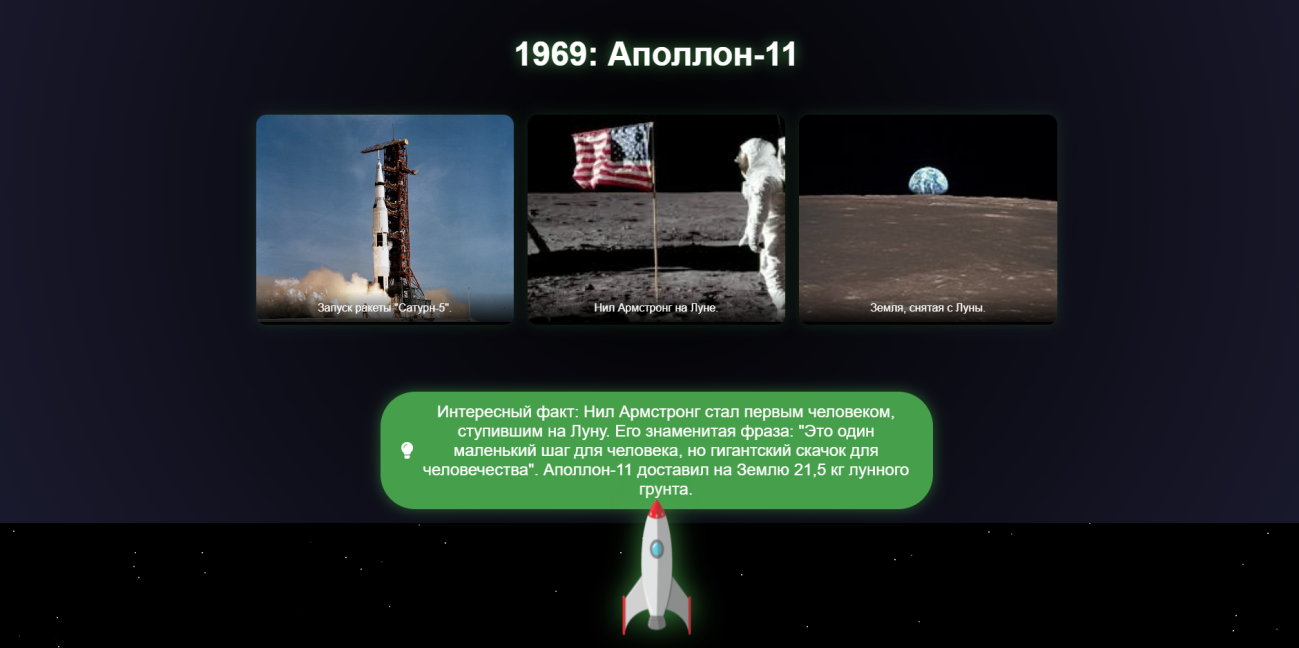 1969: Аполлон-11
Запуск ракеты "Сатурн-5".
Нил Армстронг на Луне.
Земля, снятая с Луны.
Интересный факт: Нил Армстронг стал первым человеком,
ступившим на Луну. Его знаменитая фраза: "Это один
маленький шаг для человека, но гигантский скачок для
человечества". Аполлон-11 доставил на Землю 21,5 кг лунного
грунта.